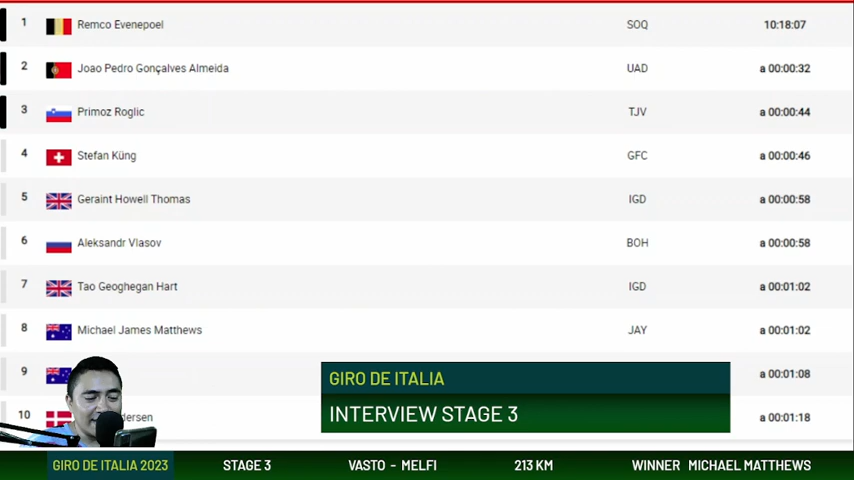 1 Remco Evenepoel SOQ 10:18:07
2 Joao Pedro Gonçalves Almeida UAD a 00:00:32
3 Primoz Roglic TJV a 00:00:44
4 Stefan Küng GFC a 00:00:46
5 Geraint Howell Thomas IGD a 00:00:58
6 Aleksandr Vlasov BOH a 00:00:58
7 Tao Geoghegan Hart IGD a 00:01:02
8 Michael James Matthews JAY a 00:01:02
9 a 00:01:08
10 a 00:01:18
GIRO DE ITALIA
INTERVIEW STAGE 3
GIRO DE ITALIA 2023 STAGE 3 VASTO - MELFI 213 KM WINNER MICHAEL MATTHEWS